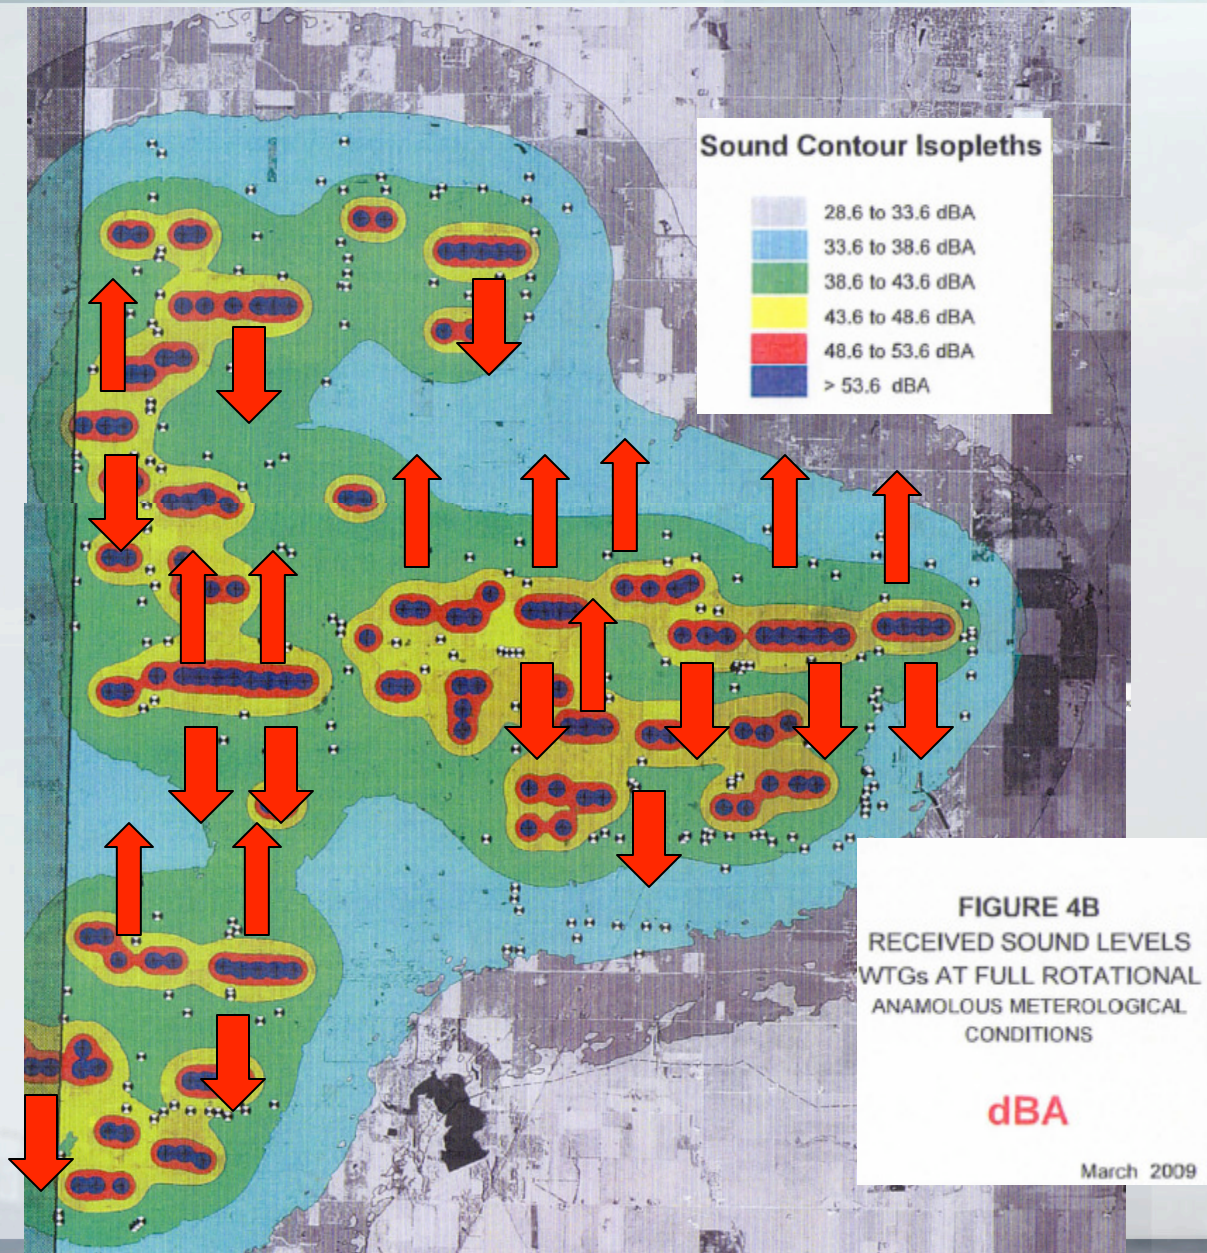 Sound Contour Isopleths
28.6 to 33.6 dBA
33.6 to 38.6 dBA
38.6 to 43.6 dBA
43.6 to 48.6 dBA
48.6 to 53.6 dBA
> 53.6 dBA
FIGURE 4B
RECEIVED SOUND LEVELS
WTGs AT FULL ROTATIONAL
ANAMOLOUS METEROLOGICAL
CONDITIONS
dBA
March 2009